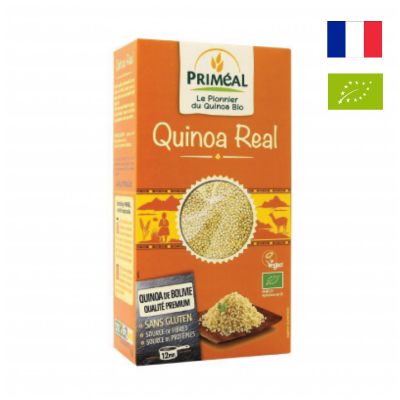 PRIMÉAL
Le Pionnier
du Quinoa Bio
Quinoa Real
Vegan
QUINOA DE BOLIVIE
QUALITÉ PREMIUM
SANS GLUTEN
SOURCE DE FIBRES
SOURCE DE PROTÉINES
12mn